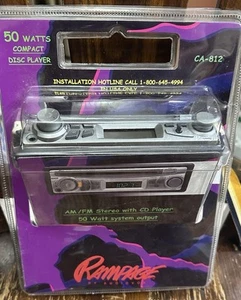 50 WATTS
COMPACT
DISC PLAYER
CA-812
INSTALLATION HOTLINE CALL 1-800-645-4994
AM/FM Stereo with CD Player
50 Watt system output
RAMPAGE